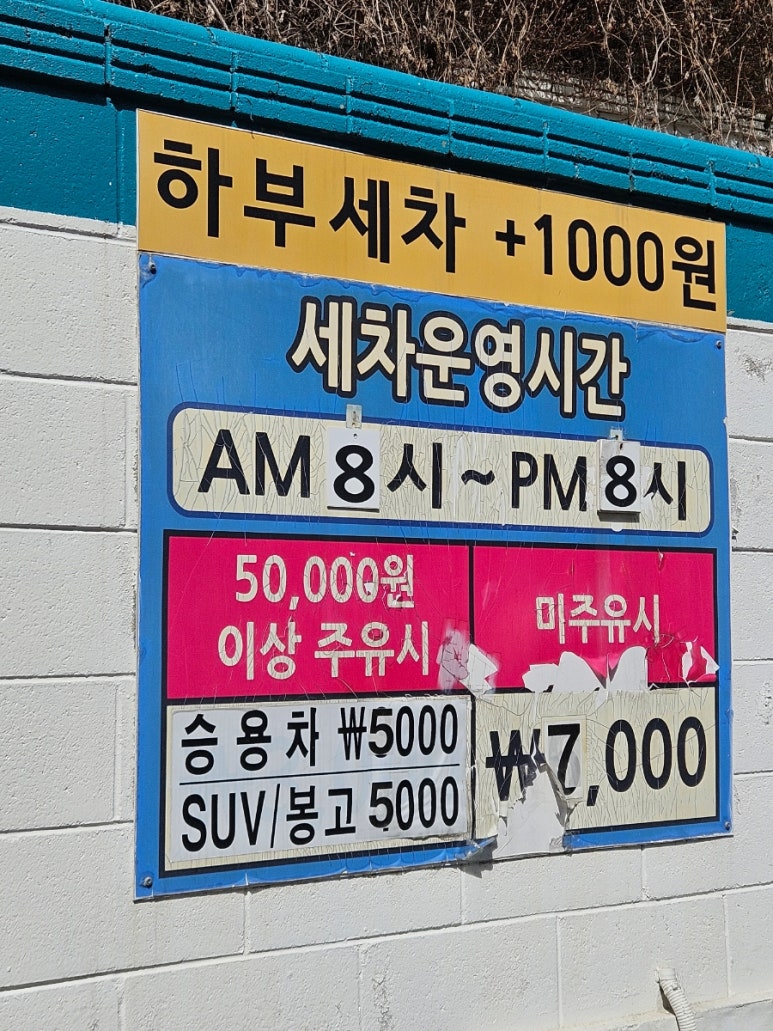 하부세차 +1000원
세차운영시간
AM 8시 ~ PM 8시
50,000원
이상 주유시
미주유시
승용차 ₩5000
SUV/봉고 5000
₩7,000